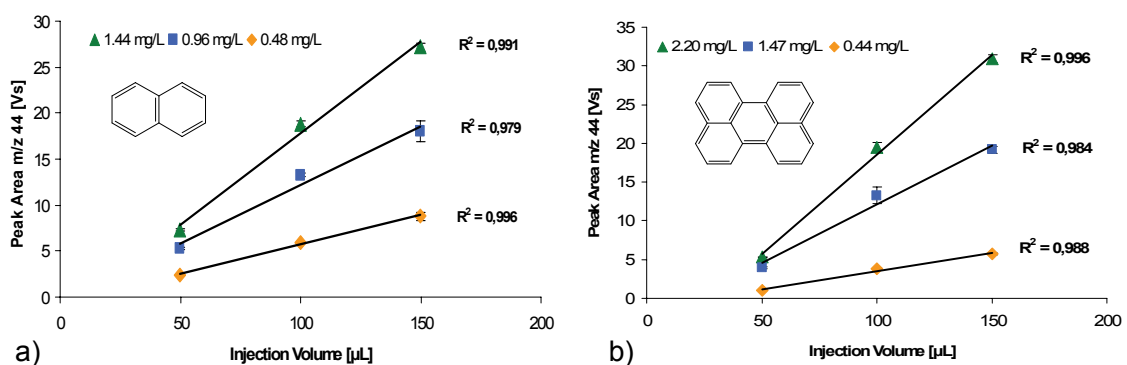 30
25
20
15
10
5
0
Peak Area m/z 44 [Vs]
1.44 mg/L 0.96 mg/L 0.48 mg/L
R² = 0,991
R² = 0,979
R² = 0,996
0 50 100 150 200
Injection Volume [µL]
a)
35
30
25
20
15
10
5
0
Peak Area m/z 44 [Vs]
2.20 mg/L 1.47 mg/L 0.44 mg/L
R² = 0,996
R² = 0,984
R² = 0,988
0 50 100 150 200
Injection Volume [µL]
b)